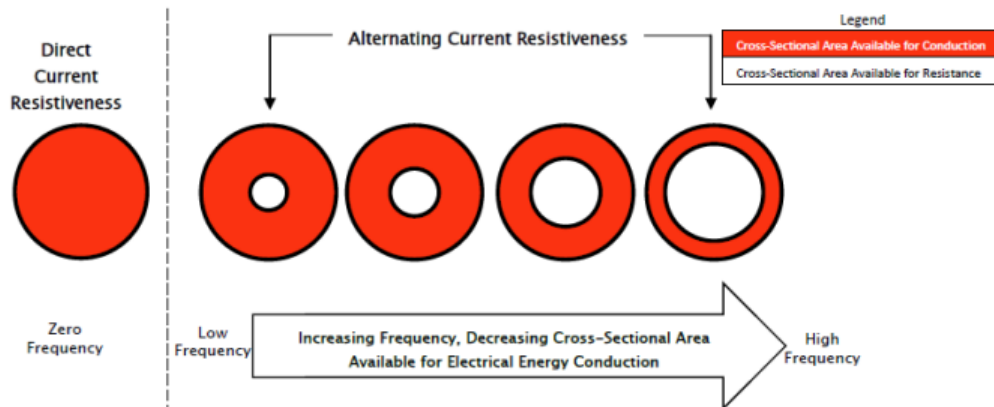 Legend
Cross-Sectional Area Available for Conduction
Cross-Sectional Area Available for Resistance
Direct
Current
Resistiveness
Alternating Current Resistiveness
Zero
Frequency
Low
Frequency
Increasing Frequency, Decreasing Cross-Sectional Area
Available for Electrical Energy Conduction
High
Frequency